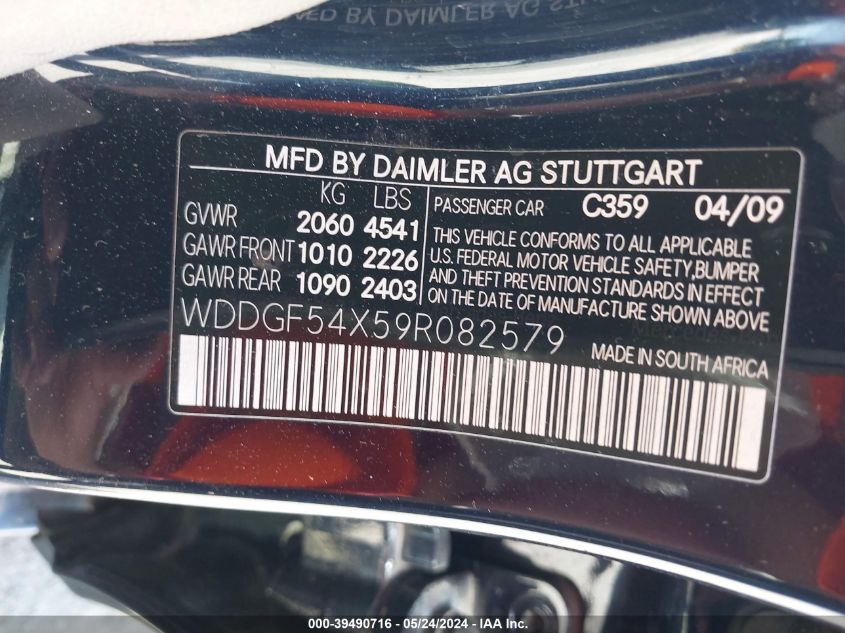 MFD BY DAIMLER AG STUTTGART
KG LBS
GVWR 2060 4541
GAWR FRONT 1010 2226
GAWR REAR 1090 2403
PASSENGER CAR C359 04/09
THIS VEHICLE CONFORMS TO ALL APPLICABLE
U.S. FEDERAL MOTOR VEHICLE SAFETY,BUMPER
AND THEFT PREVENTION STANDARDS IN EFFECT
ON THE DATE OF MANUFACTURE SHOWN ABOVE
WDDGF54X59R082579
MADE IN SOUTH AFRICA
000-39490716 - 05/24/2024 - IAA Inc.